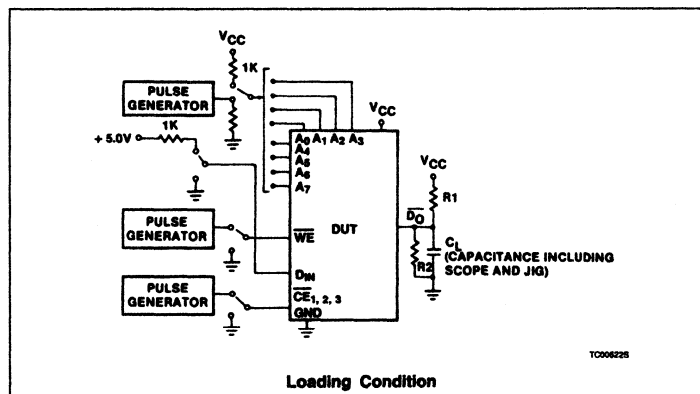 VCC
1K
PULSE
GENERATOR
1K
+ 5.0V
VCC
A0 A1 A2 A3
A4
A5
A6
A7
VCC
R1
DO
DUT
PULSE
GENERATOR
WE
CL
(CAPACITANCE INCLUDING
SCOPE AND JIG)
R2
DIN
PULSE
GENERATOR
CE1, 2, 3
GND
TC00622S
Loading Condition